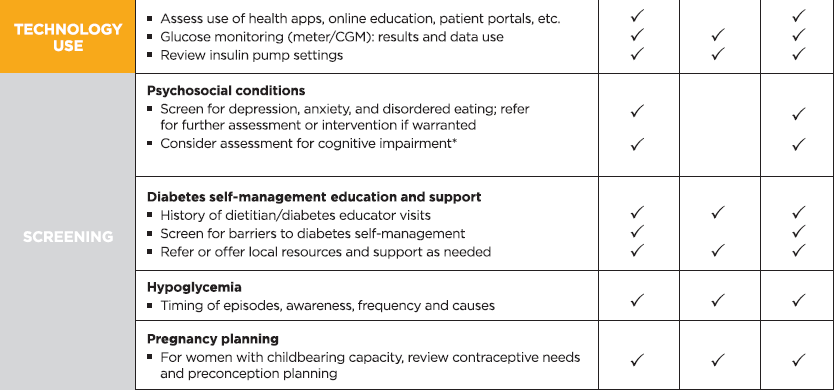 TECHNOLOGY
USE
▪ Assess use of health apps, online education, patient portals, etc. ✓ ✓
▪ Glucose monitoring (meter/CGM): results and data use ✓ ✓ ✓
▪ Review insulin pump settings ✓ ✓ ✓
SCREENING
Psychosocial conditions
▪ Screen for depression, anxiety, and disordered eating; refer
for further assessment or intervention if warranted ✓ ✓
▪ Consider assessment for cognitive impairment* ✓ ✓
Diabetes self-management education and support
▪ History of dietitian/diabetes educator visits ✓ ✓ ✓
▪ Screen for barriers to diabetes self-management ✓ ✓
▪ Refer or offer local resources and support as needed ✓ ✓ ✓
Hypoglycemia
▪ Timing of episodes, awareness, frequency and causes ✓ ✓ ✓
Pregnancy planning
▪ For women with childbearing capacity, review contraceptive needs
and preconception planning ✓ ✓ ✓